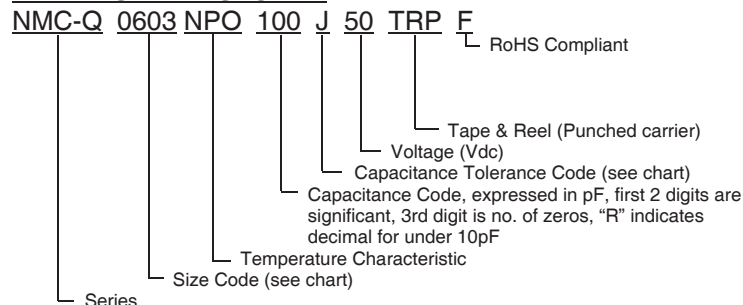 NMC-Q 0603 NPO 100 J 50 TRP F
RoHS Compliant
Tape & Reel (Punched carrier)
Voltage (Vdc)
Capacitance Tolerance Code (see chart)
Capacitance Code, expressed in pF, first 2 digits are
significant, 3rd digit is no. of zeros, “R” indicates
decimal for under 10pF
Temperature Characteristic
Size Code (see chart)
Series